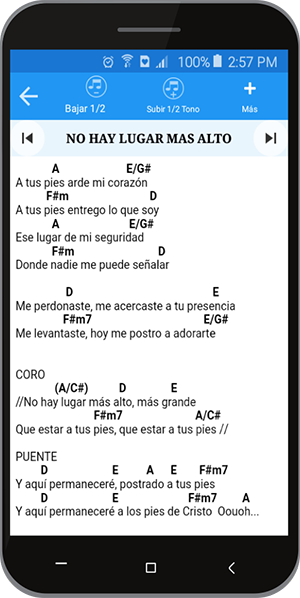 100% 2:57 PM
Bajar 1/2 Subir 1/2 Tono Más
NO HAY LUGAR MAS ALTO
A E/G#
A tus pies arde mi corazón
F#m D
A tus pies entrego lo que soy
A E/G#
Ese lugar de mi seguridad
F#m D
Donde nadie me puede señalar
D E
Me perdonaste, me acercaste a tu presencia
F#m7 E/G#
Me levantaste, hoy me postro a adorarte
CORO
(A/C#) D E
//No hay lugar más alto, más grande
F#m7 A/C#
Que estar a tus pies, que estar a tus pies //
PUENTE
D E A E F#m7
Y aquí permaneceré, postrado a tus pies
D E F#m7 A
Y aquí permaneceré a los pies de Cristo Oouoh...